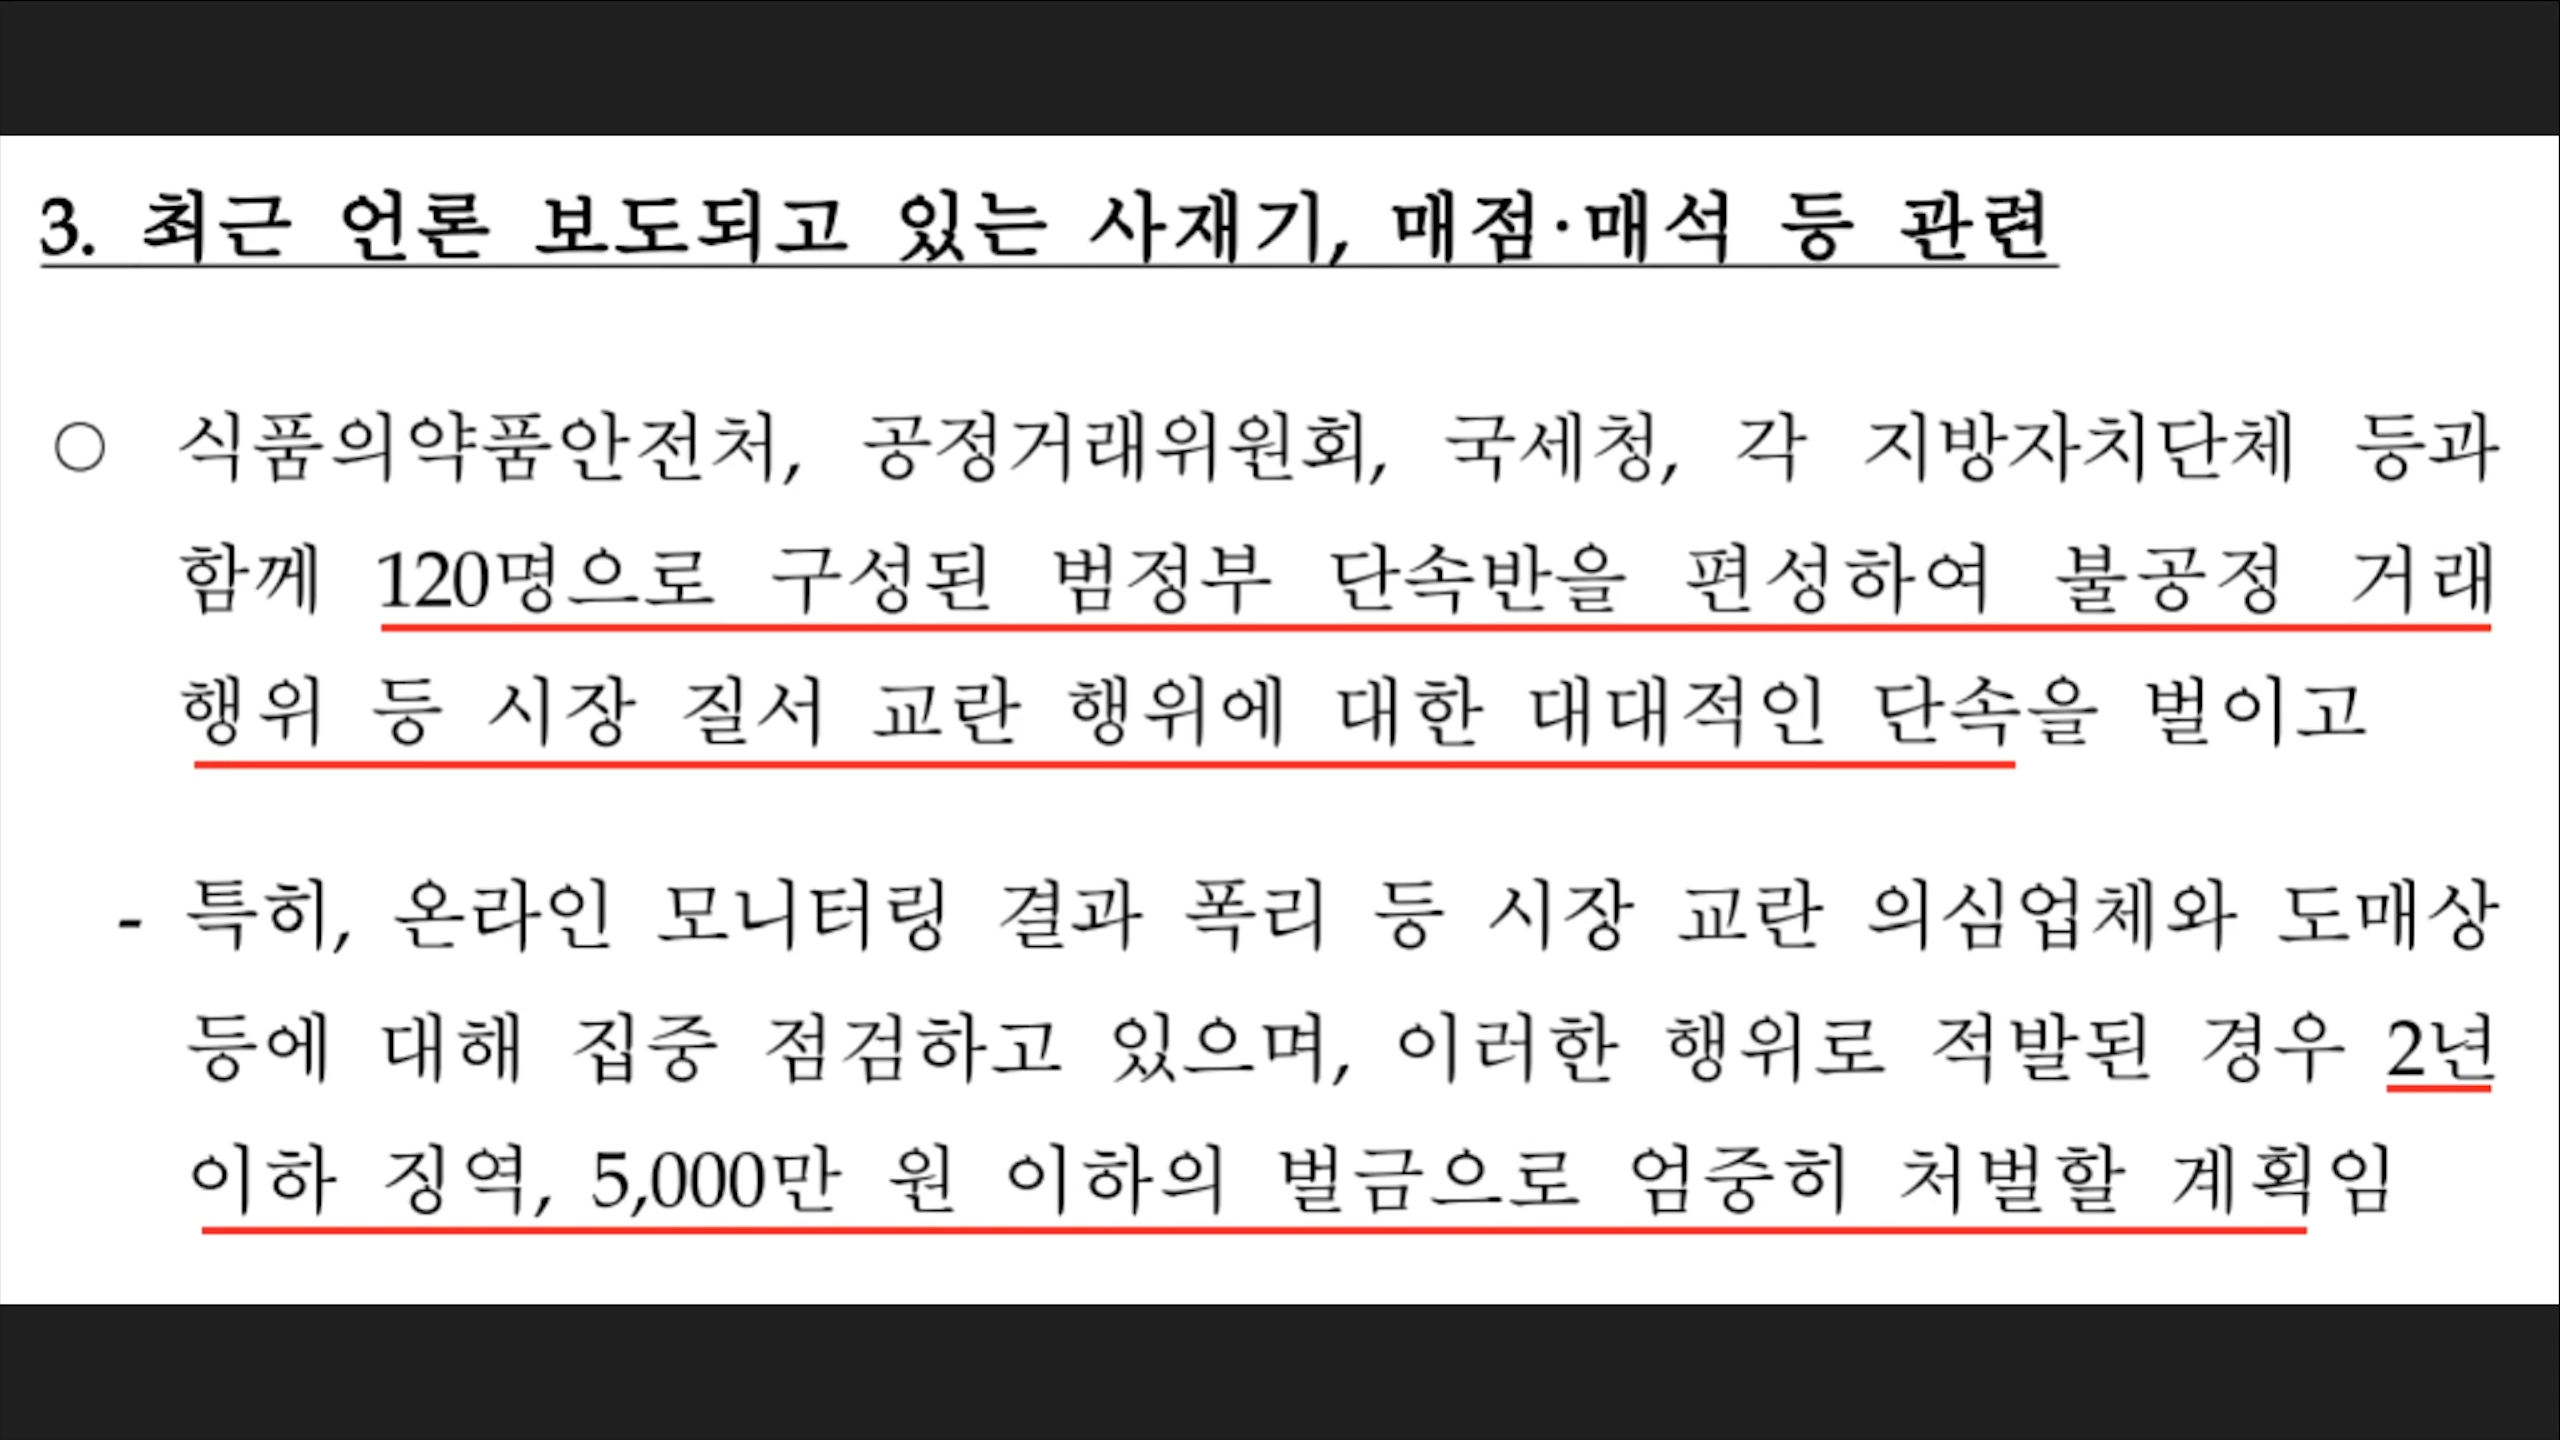 3. 최근 언론 보도되고 있는 사재기, 매점·매석 등 관련
○ 식품의약품안전처, 공정거래위원회, 국세청, 각 지방자치단체 등과
함께 120명으로 구성된 범정부 단속반을 편성하여 불공정 거래
행위 등 시장 질서 교란 행위에 대한 대대적인 단속을 벌이고
- 특히, 온라인 모니터링 결과 폭리 등 시장 교란 의심업체와 도매상
등에 대해 집중 점검하고 있으며, 이러한 행위로 적발된 경우 2년
이하 징역, 5,000만 원 이하의 벌금으로 엄중히 처벌할 계획임